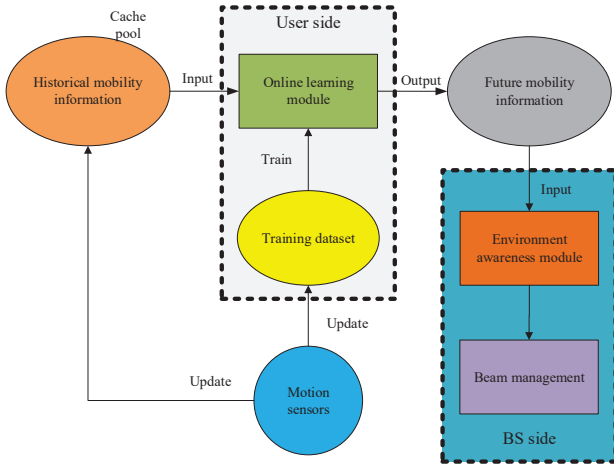 Cache
pool
User side
Historical mobility
information
Input
Online learning
module
Output
Future mobility
information
Train
Input
Training dataset
Environment
awareness module
Update
Update
Motion
sensors
Beam management
BS side